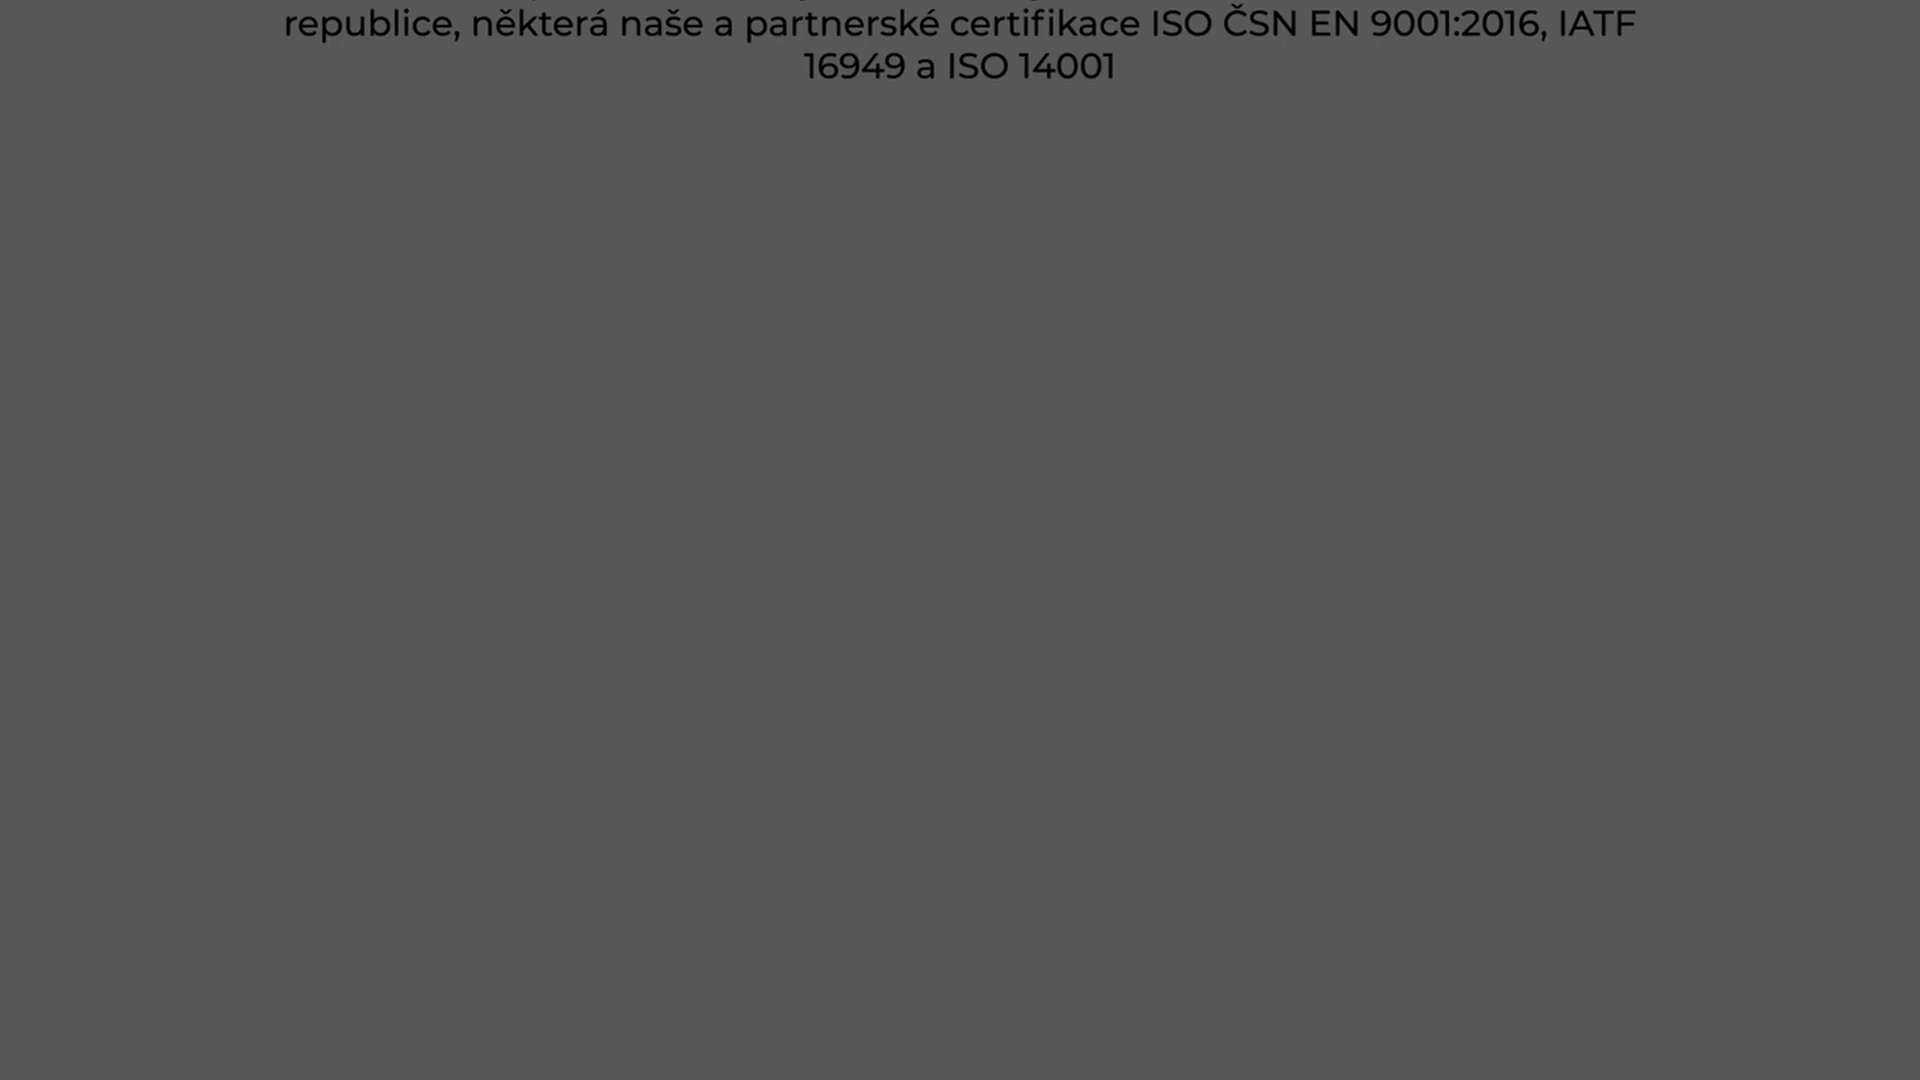 republice, některá naše a partnerské certifikace ISO ČSN EN 9001:2016, IATF
16949 a ISO 14001